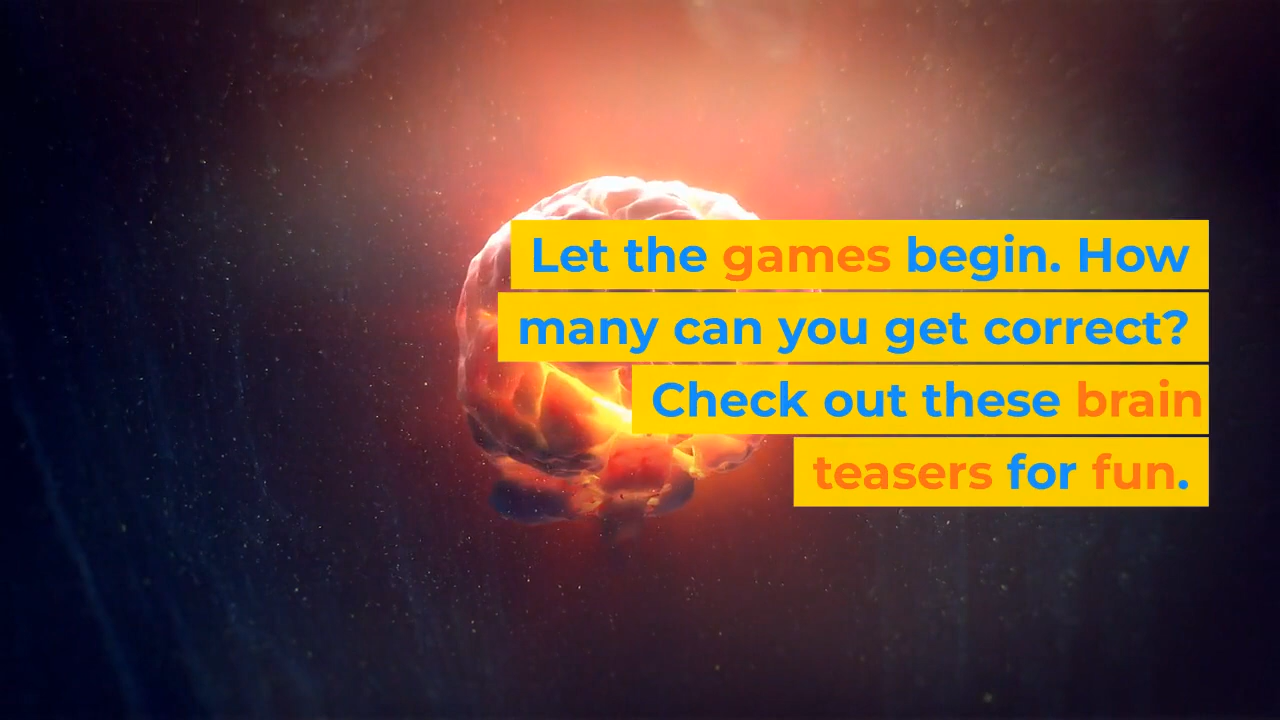 Let the games begin. How
many can you get correct?
Check out these brain
teasers for fun.